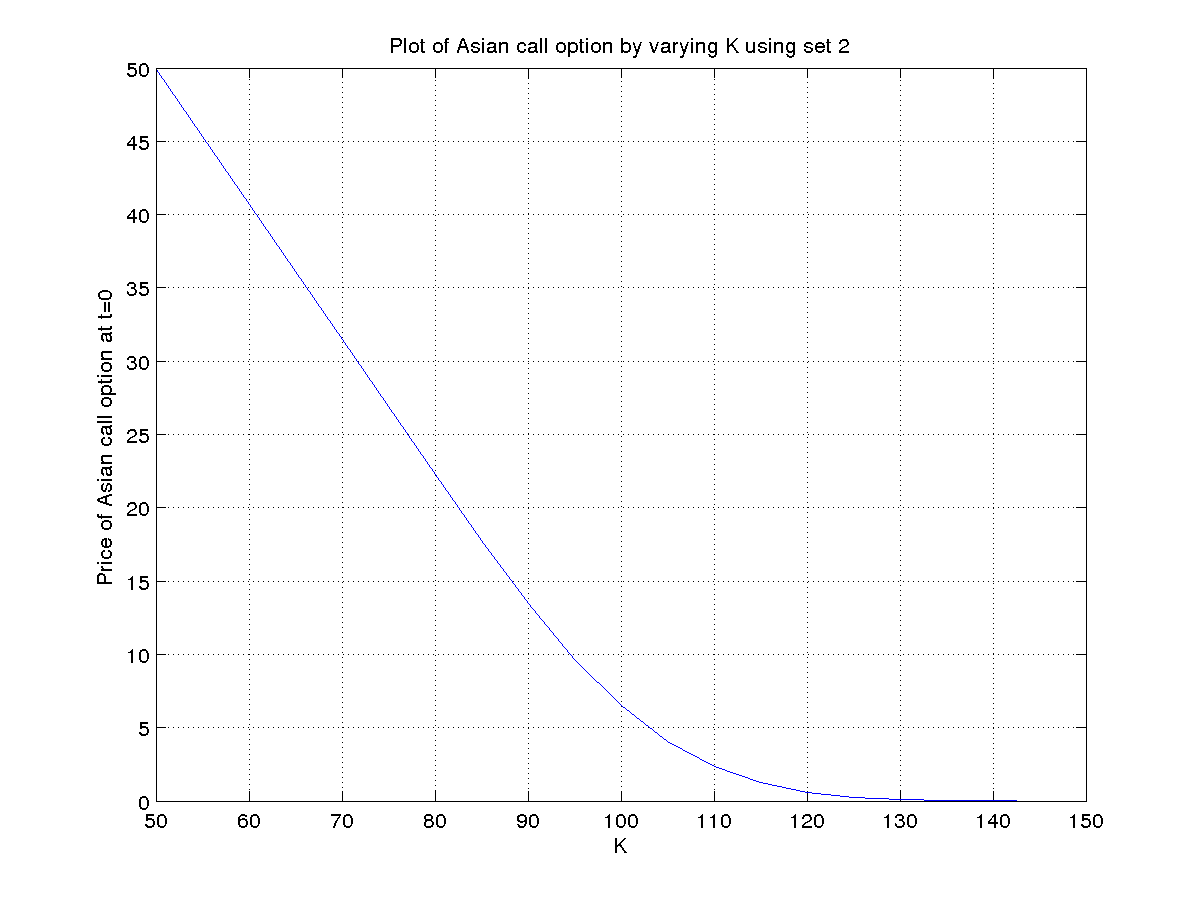 Plot of Asian call option by varying K using set 2
Price of Asian call option at t=0
50
45
40
35
30
25
20
15
10
5
0
50 60 70 80 90 100 110 120 130 140 150
K